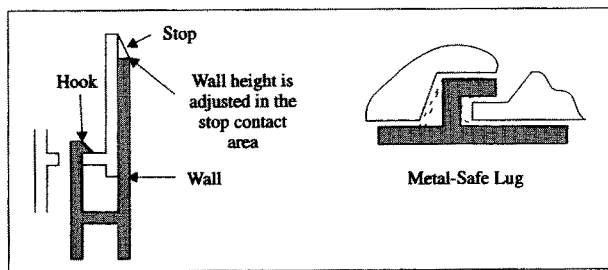 Stop
Hook
Wall height is
adjusted in the
stop contact
area
Wall
Metal-Safe Lug